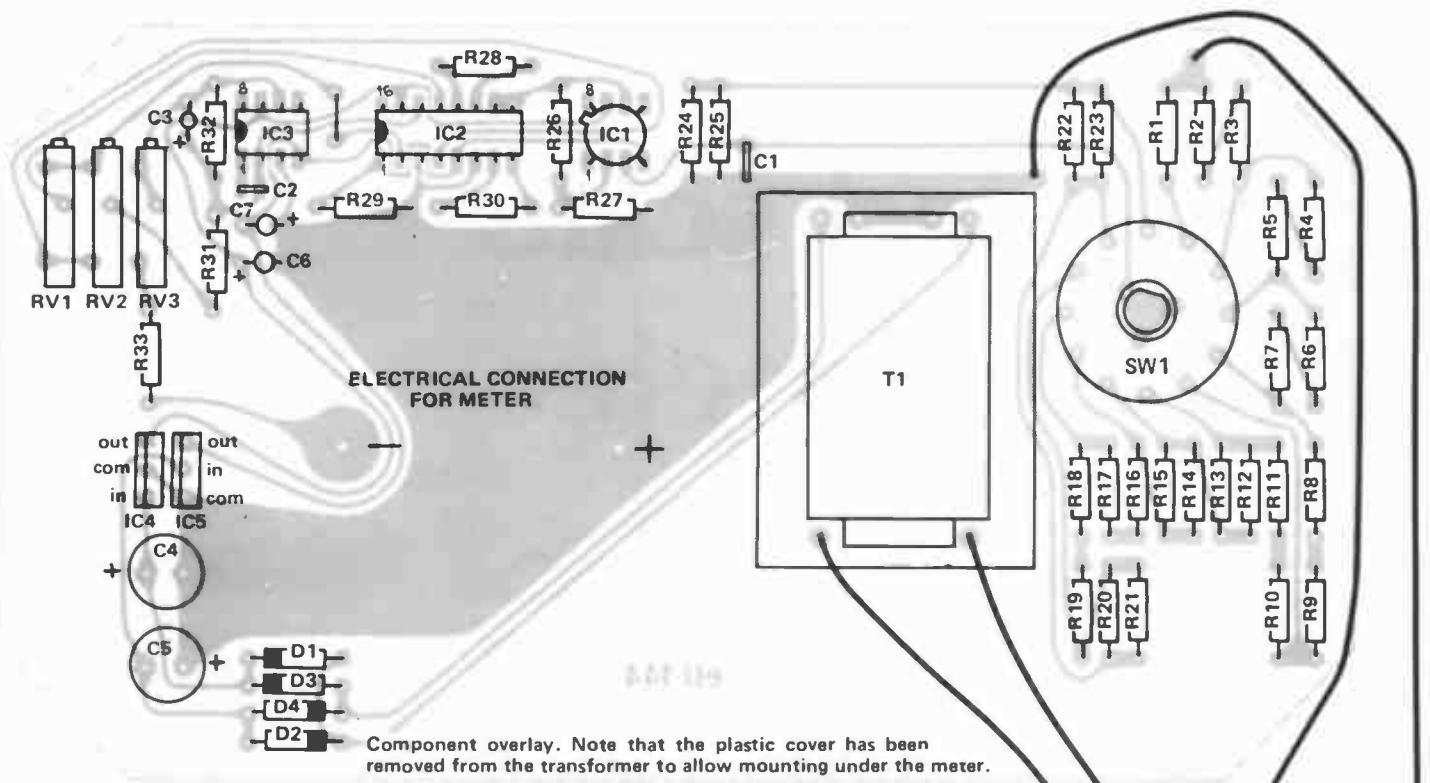 R28
8
16
8
C3
R32
IC3
IC2
R26
IC1
R24
R25
R22
R23
R1
R2
R3
+
C1
1
1
C2
R29
R30
R27
C7
+
R5
R4
R31
+
C6
RV1
RV2
RV3
R33
R7
R6
SW1
T1
ELECTRICAL CONNECTION
FOR METER
−
+
out
com
in
out
in
com
IC4
IC5
R18
R17
R16
R15
R14
R13
R12
R11
R8
C4
+
R19
R20
R21
R10
R9
C5
+
D1
D3
D4
D2
Component overlay. Note that the plastic cover has been
removed from the transformer to allow mounting under the meter.